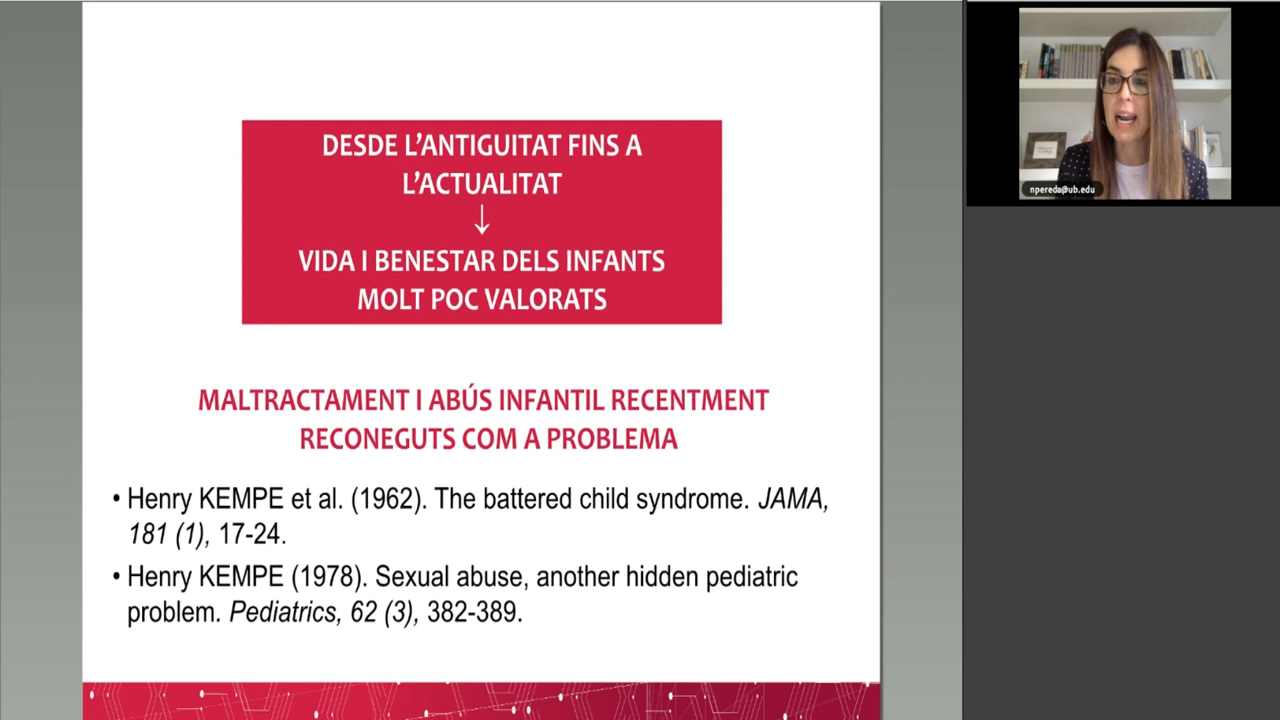 DESDE L’ANTIGUITAT FINS A
L’ACTUALITAT
↓
VIDA I BENESTAR DELS INFANTS
MOLT POC VALORATS
MALTRACTAMENT I ABÚS INFANTIL RECENTMENT
RECONEGUTS COM A PROBLEMA
• Henry KEMPE et al. (1962). The battered child syndrome. JAMA,
181 (1), 17-24.
• Henry KEMPE (1978). Sexual abuse, another hidden pediatric
problem. Pediatrics, 62 (3), 382-389.
npereda@ub.edu